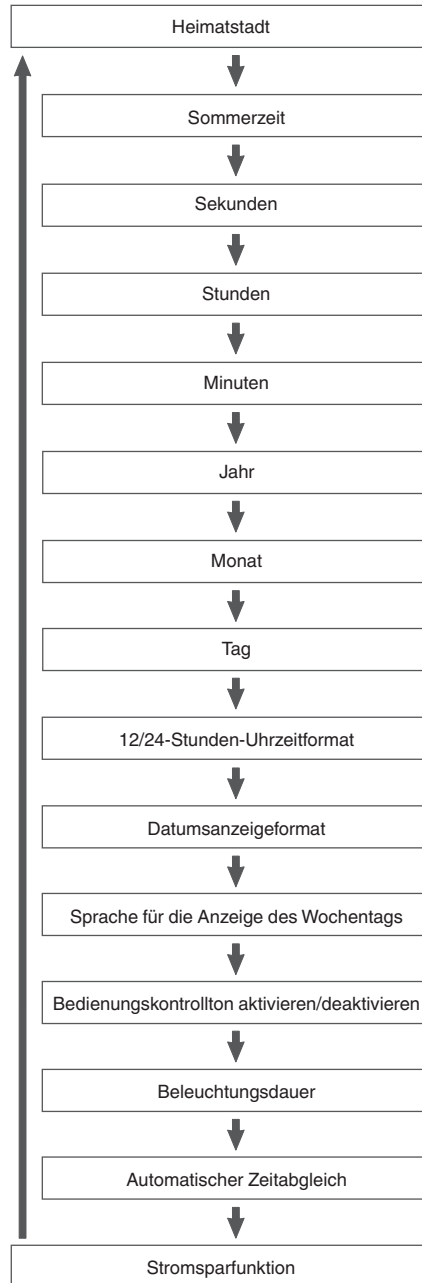 Heimatstadt
Sommerzeit
Sekunden
Stunden
Minuten
Jahr
Monat
Tag
12/24-Stunden-Uhrzeitformat
Datumsanzeigeformat
Sprache für die Anzeige des Wochentags
Bedienungskontrollton aktivieren/deaktivieren
Beleuchtungsdauer
Automatischer Zeitabgleich
Stromsparfunktion